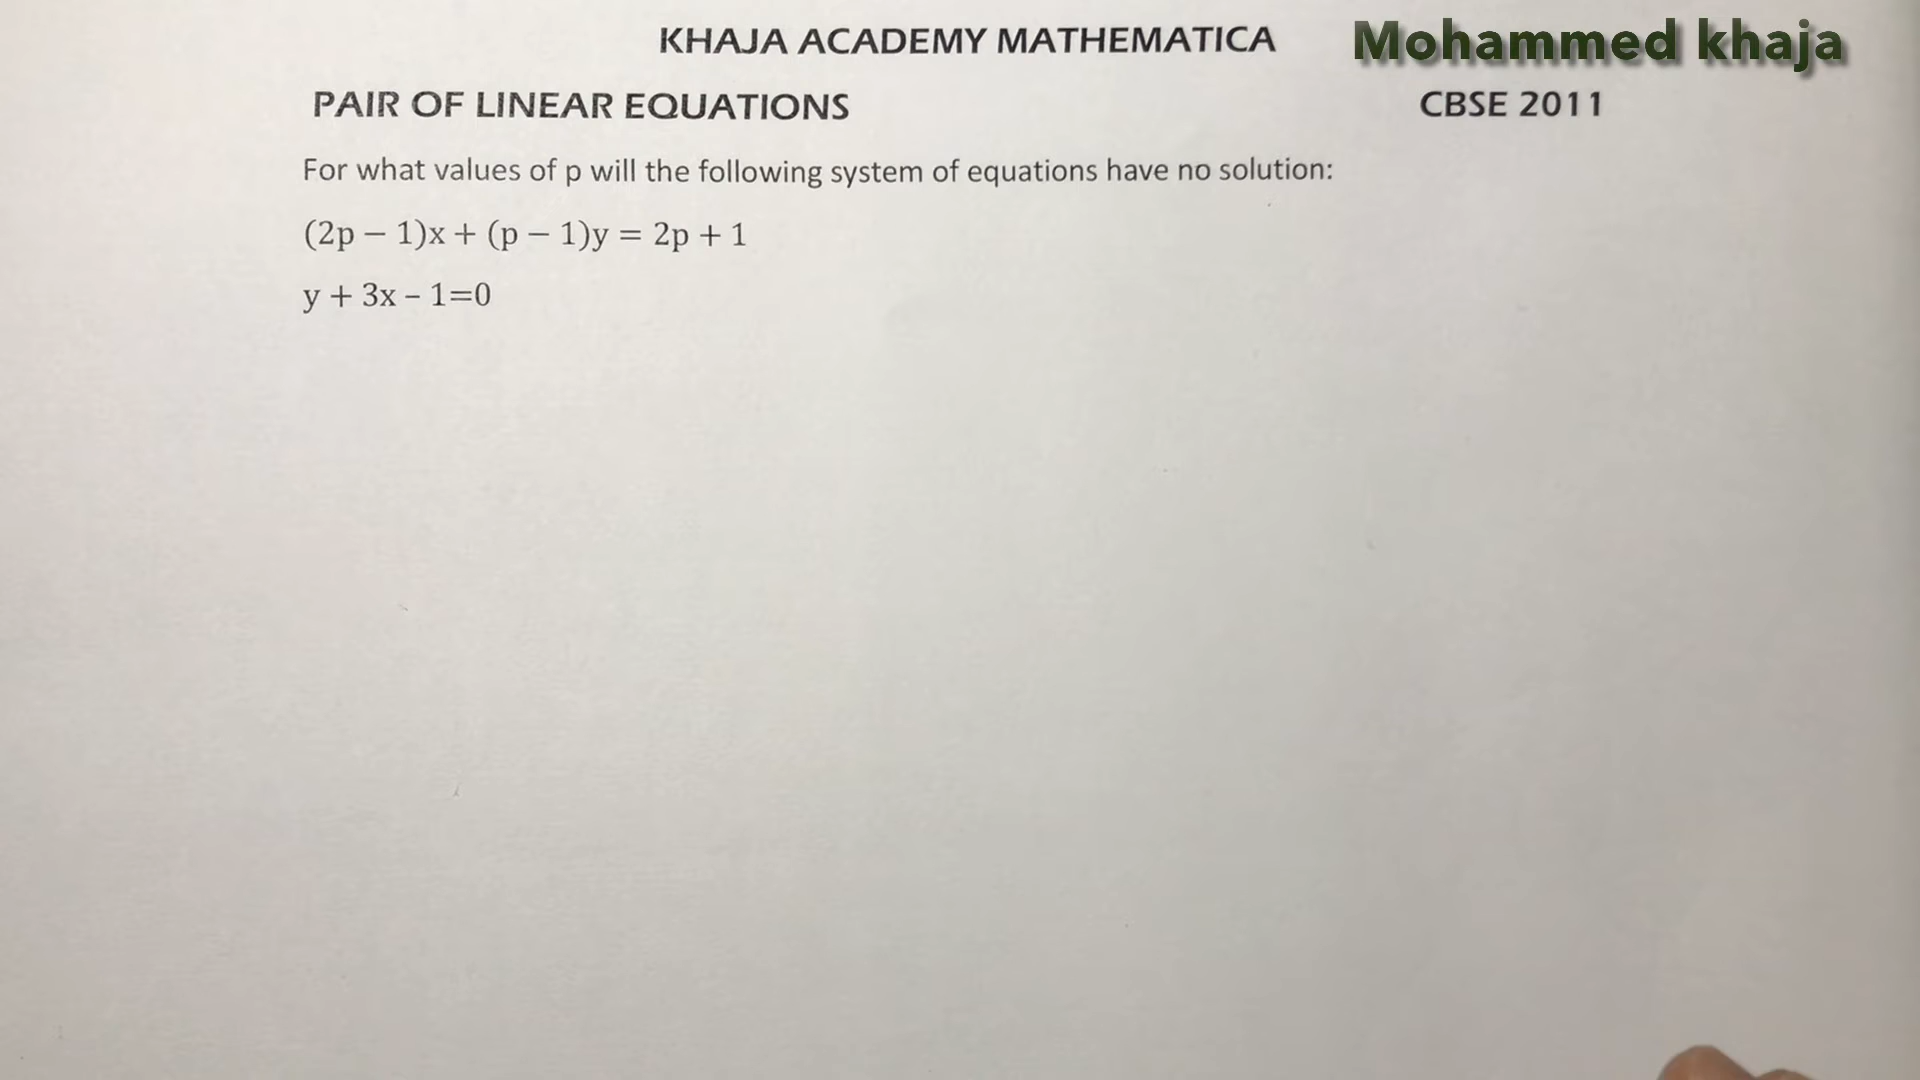 KHAJA ACADEMY MATHEMATICA
Mohammed khaja
PAIR OF LINEAR EQUATIONS
CBSE 2011
For what values of p will the following system of equations have no solution:
(2p − 1)x + (p − 1)y = 2p + 1
y + 3x – 1=0